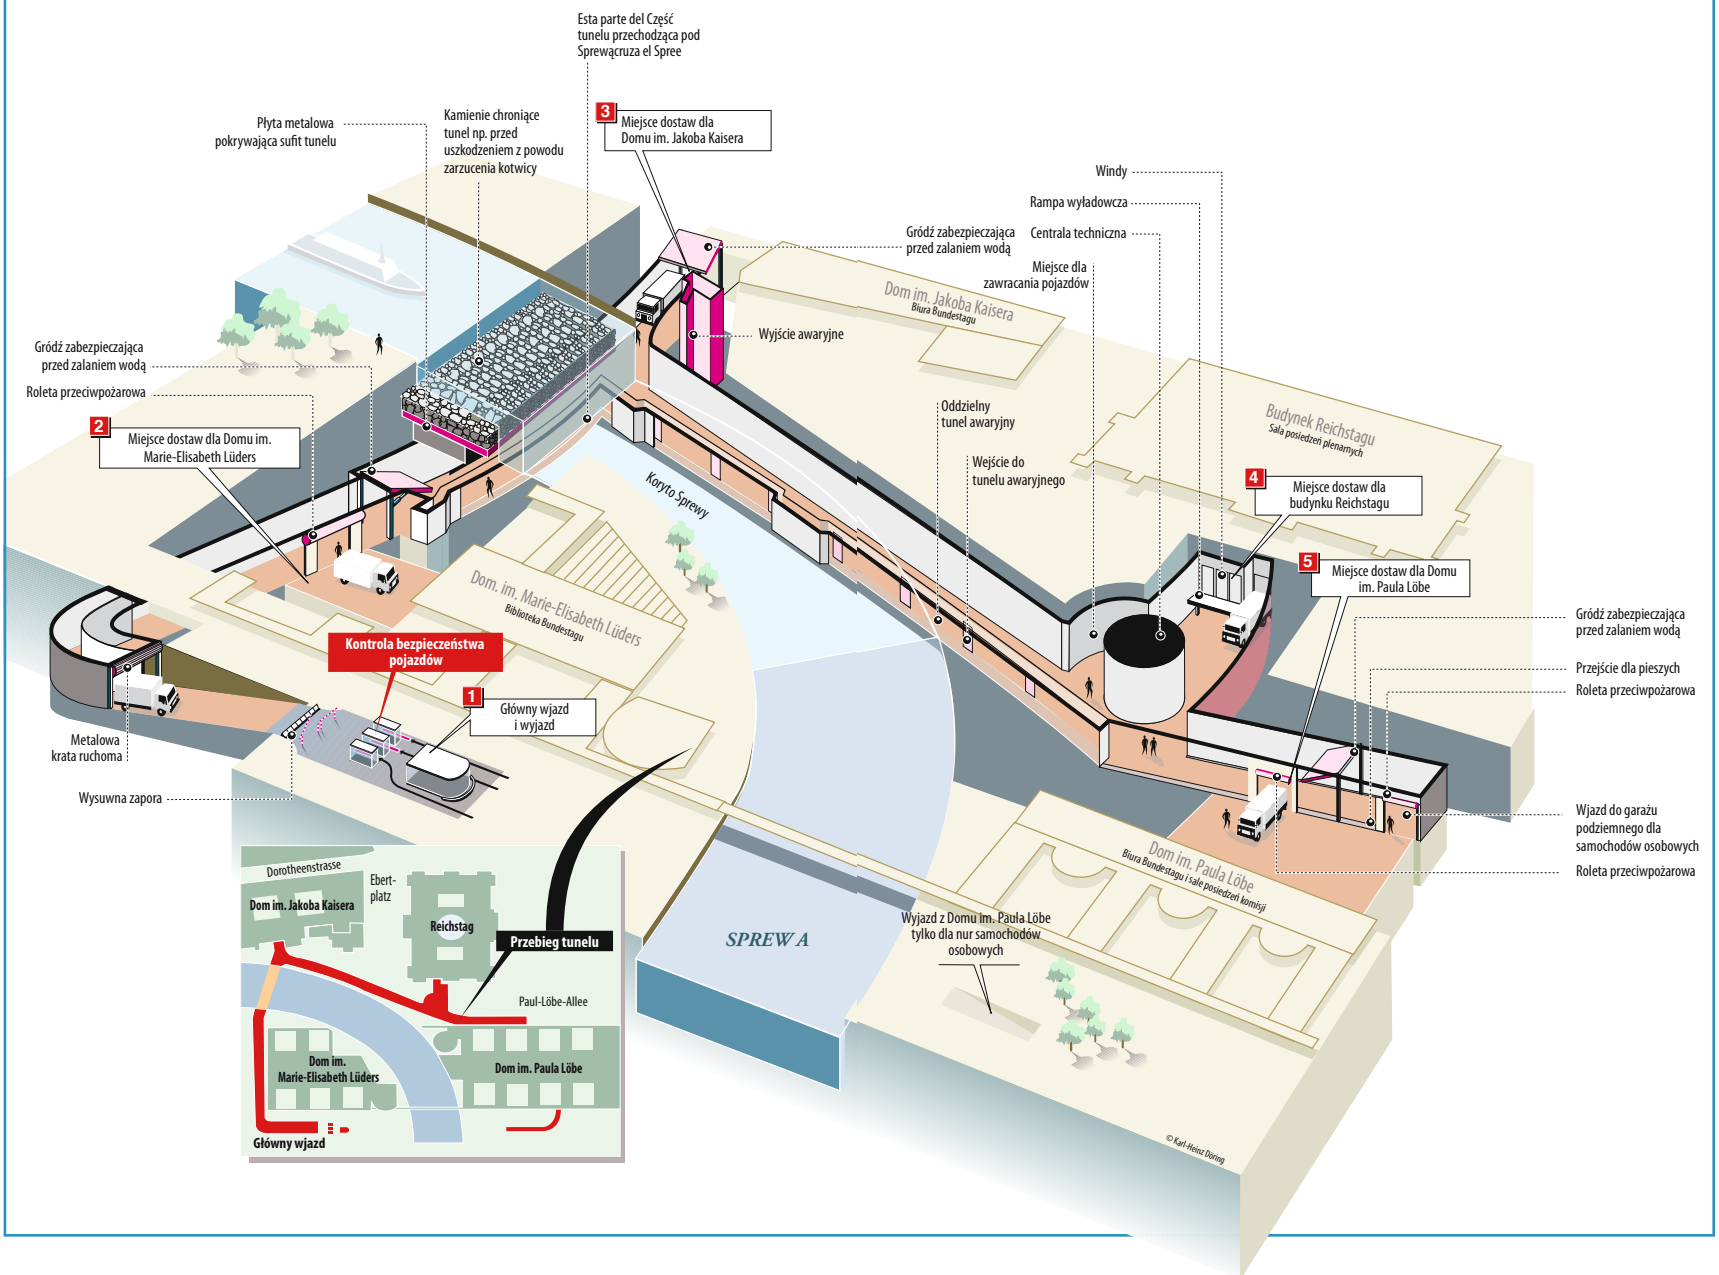 Esta parte del Część
tunelu przechodząca pod
Sprewącruza el Spree
Płyta metalowa
pokrywająca sufit tunelu
Kamienie chroniące
tunel np. przed
uszkodzeniem z powodu
zarzucenia kotwicy
3
Miejsce dostaw dla
Domu im. Jakoba Kaisera
Windy
Rampa wyładowcza
Centrala techniczna
Miejsce dla
zawracania pojazdów
Gródź zabezpieczająca
przed zalaniem wodą
Dom im. Jakoba Kaisera
Biura Bundestagu
Wyjście awaryjne
Gródź zabezpieczająca
przed zalaniem wodą
Roleta przeciwpożarowa
2
Miejsce dostaw dla Domu im.
Marie-Elisabeth Lüders
Oddzielny
tunel awaryjny
Wejście do
tunelu awaryjnego
Budynek Reichstagu
Sala posiedzeń plenarnych
4
Miejsce dostaw dla
budynku Reichstagu
5
Miejsce dostaw dla Domu
im. Paula Löbe
Koryto Sprewy
Dom. im. Marie-Elisabeth Lüders
Biblioteka Bundestagu
Kontrola bezpieczeństwa
pojazdów
1
Główny wjazd
i wyjazd
Metalowa
krata ruchoma
Wysuwna zapora
Gródź zabezpieczająca
przed zalaniem wodą
Przejście dla pieszych
Roleta przeciwpożarowa
Wjazd do garażu
podziemnego dla
samochodów osobowych
Roleta przeciwpożarowa
Dom im. Paula Löbe
Biura Bundestagu i sale posiedzeń komisji
Wyjazd z Domu im. Paula Löbe
tylko dla nur samochodów
osobowych
SPREWA
Dorotheenstrasse
Ebert-
platz
Dom im. Jakoba Kaisera
Reichstag
Przebieg tunelu
Paul-Löbe-Allee
Dom im.
Marie-Elisabeth Lüders
Dom im. Paula Löbe
Główny wjazd
© Karl-Heinz Döring